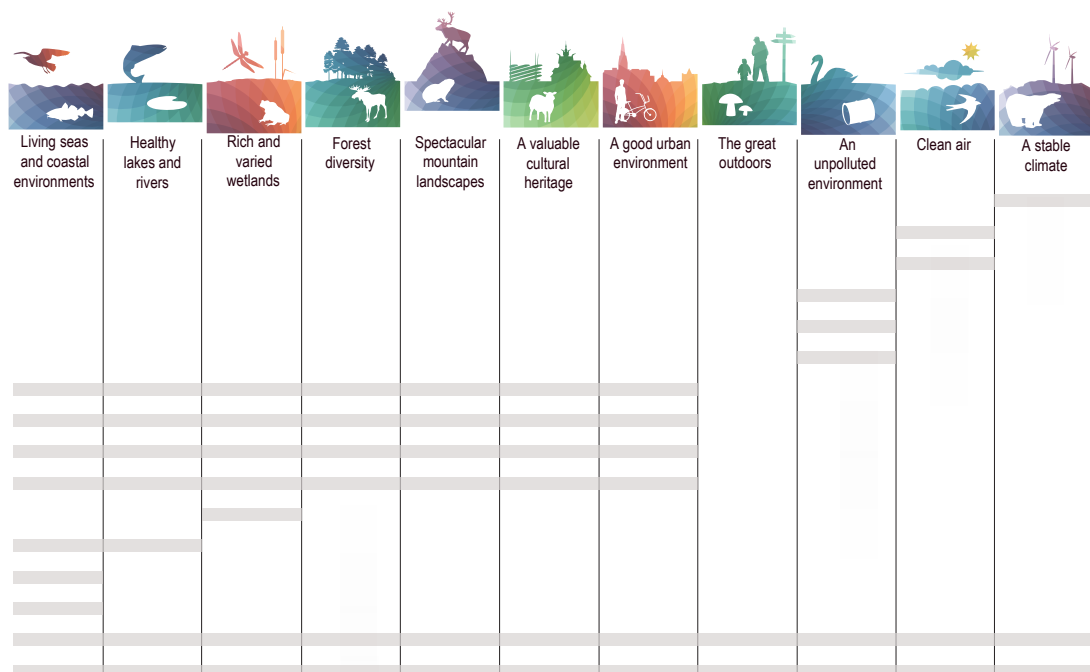 Living seas
and coastal
environments
Healthy
lakes and
rivers
Rich and
varied
wetlands
Forest
diversity
Spectacular
mountain
landscapes
A valuable
cultural
heritage
A good urban
environment
The great
outdoors
An
unpolluted
environment
Clean air
A stable
climate